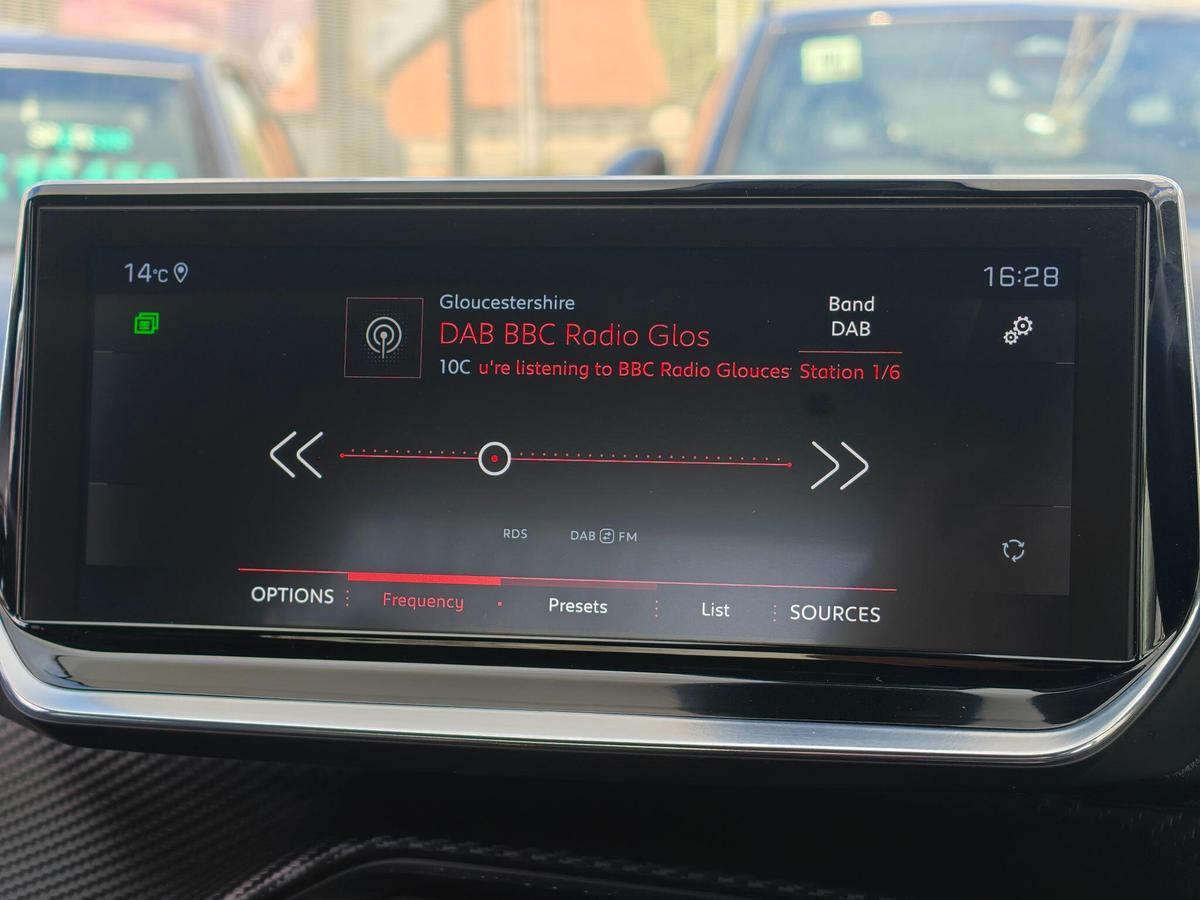 14°C
16:28
Gloucestershire
DAB BBC Radio Glos
10C u're listening to BBC Radio Glouces
Band
DAB
Station 1/6
RDS DAB FM
OPTIONS Frequency Presets List SOURCES